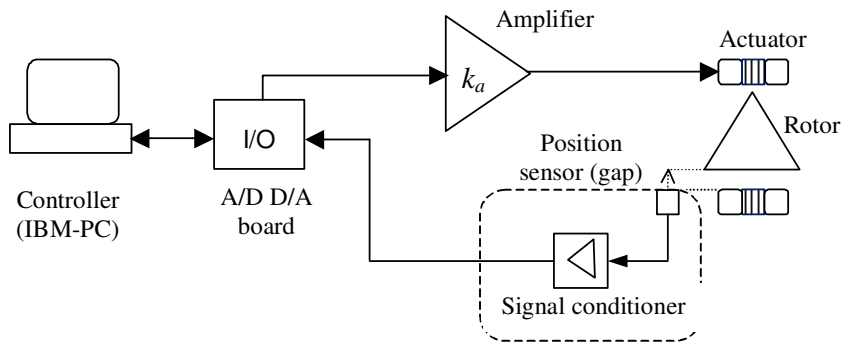 Amplifier
Actuator
k_a
I/O
Rotor
Position
sensor (gap)
Controller
(IBM-PC)
A/D D/A
board
Signal conditioner